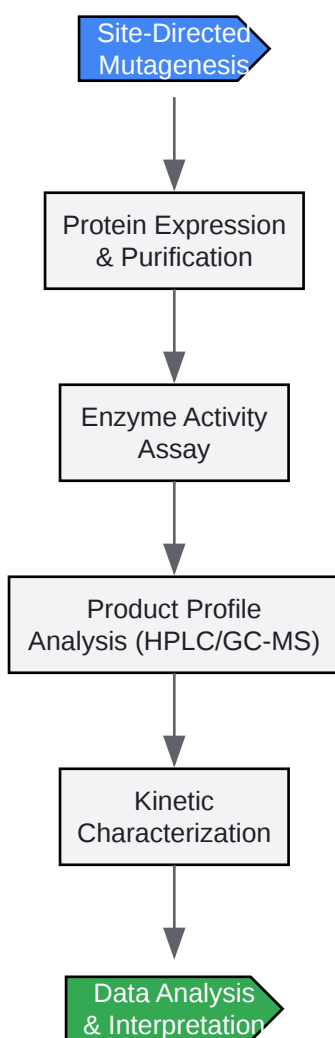 Site-Directed
Mutagenesis
Protein Expression
& Purification
Enzyme Activity
Assay
Product Profile
Analysis (HPLC/GC-MS)
Kinetic
Characterization
Data Analysis
& Interpretation